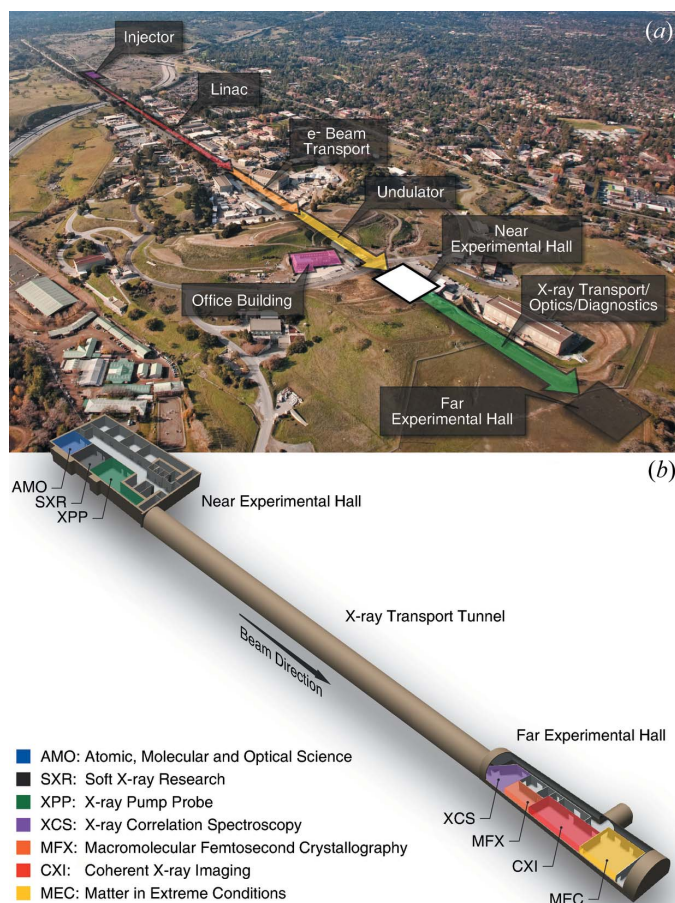 (a)
Injector
Linac
e- Beam
Transport
Undulator
Near
Experimental Hall
Office Building
X-ray Transport/
Optics/Diagnostics
Far
Experimental Hall
(b)
AMO
SXR
XPP
Near Experimental Hall
X-ray Transport Tunnel
Beam Direction
Far Experimental Hall
XCS
MFX
CXI
MEC
AMO: Atomic, Molecular and Optical Science
SXR: Soft X-ray Research
XPP: X-ray Pump Probe
XCS: X-ray Correlation Spectroscopy
MFX: Macromolecular Femtosecond Crystallography
CXI: Coherent X-ray Imaging
MEC: Matter in Extreme Conditions